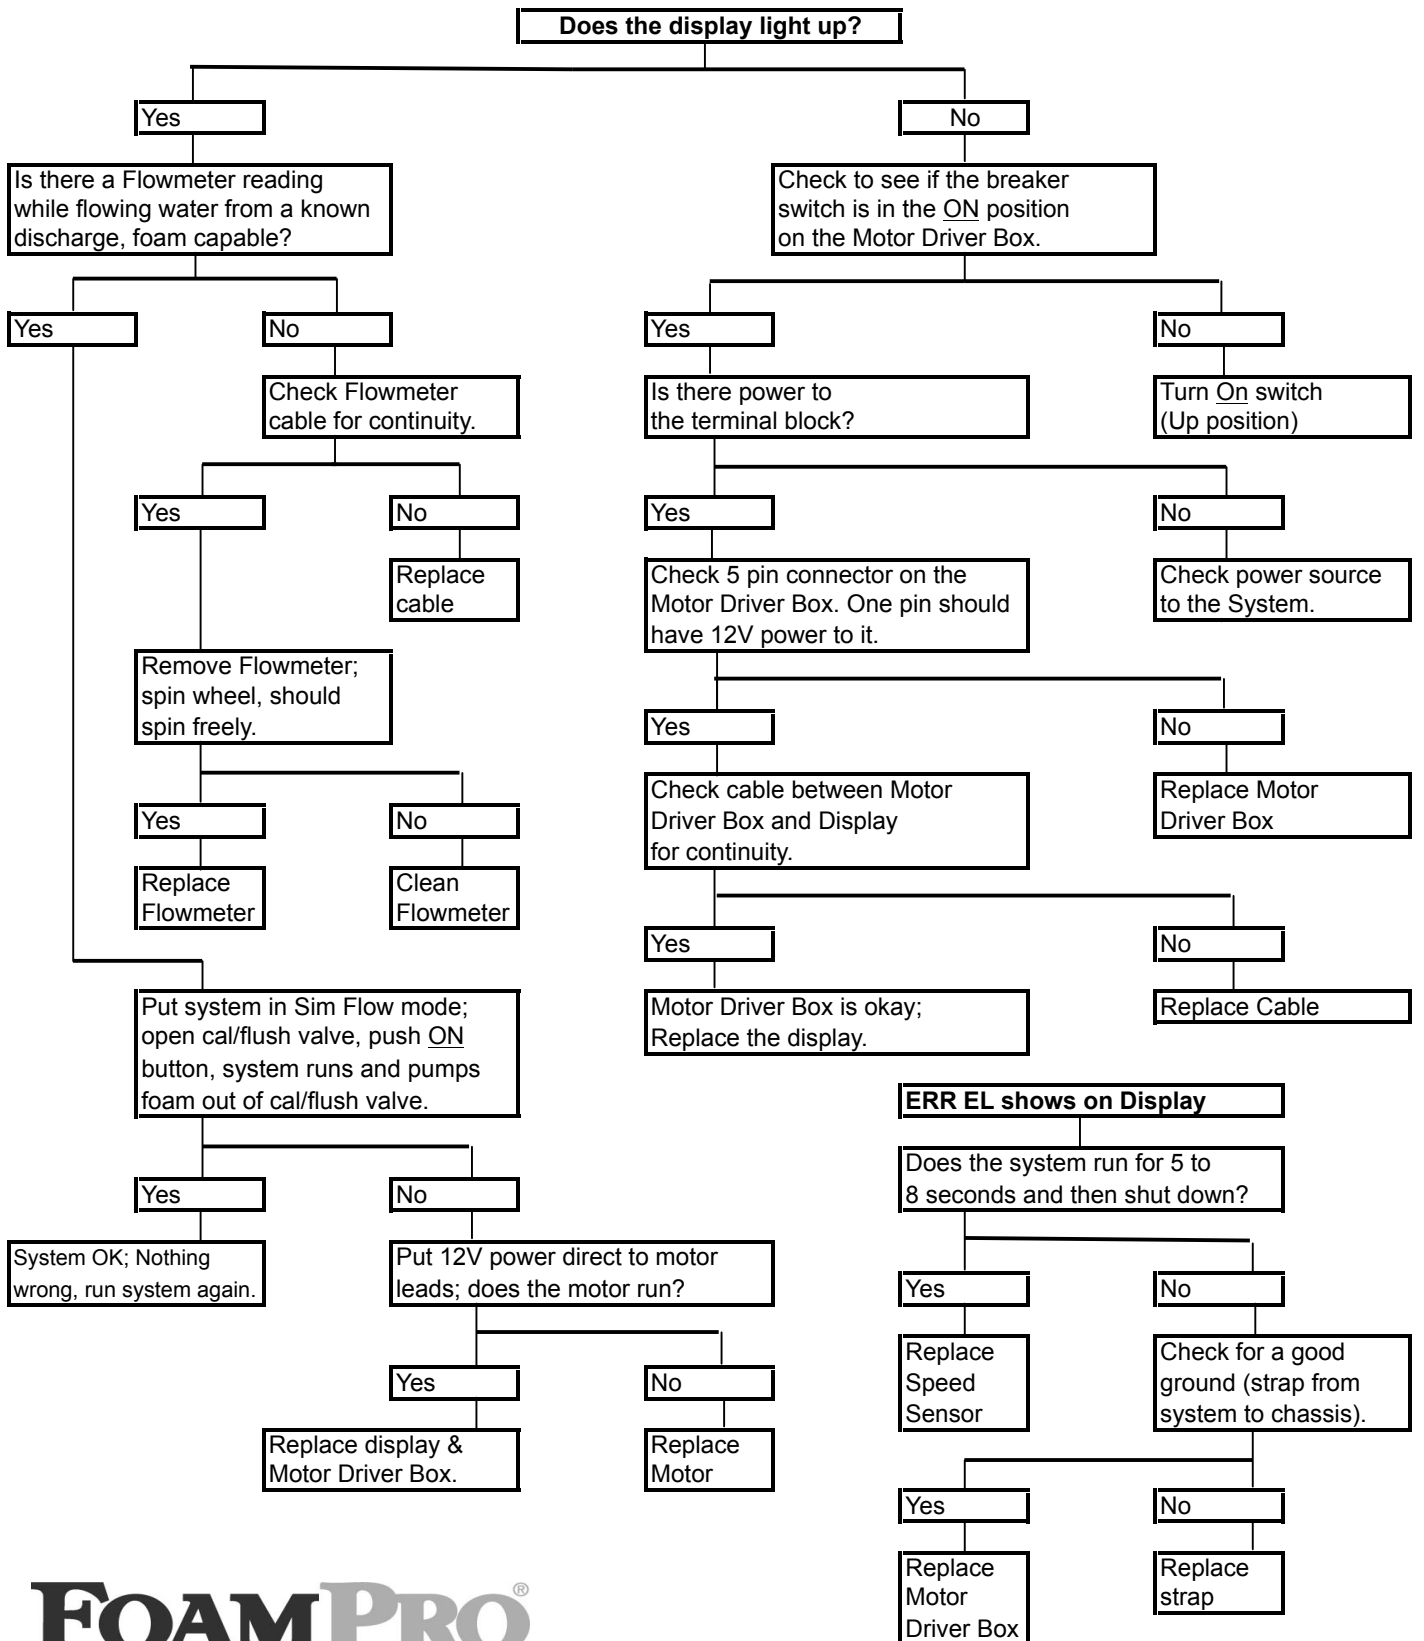 Does the display light up?
Yes
No
Is there a Flowmeter reading
while flowing water from a known
discharge, foam capable?
Check to see if the breaker
switch is in the ON position
on the Motor Driver Box.
Yes
No
Yes
No
Check Flowmeter
cable for continuity.
Is there power to
the terminal block?
Turn On switch
(Up position)
Yes
No
Yes
No
Replace
cable
Check 5 pin connector on the
Motor Driver Box. One pin should
have 12V power to it.
Check power source
to the System.
Remove Flowmeter;
spin wheel, should
spin freely.
Yes
No
Yes
No
Check cable between Motor
Driver Box and Display
for continuity.
Replace Motor
Driver Box
Replace
Flowmeter
Clean
Flowmeter
Yes
No
Put system in Sim Flow mode;
open cal/flush valve, push ON
button, system runs and pumps
foam out of cal/flush valve.
Motor Driver Box is okay;
Replace the display.
Replace Cable
ERR EL shows on Display
Does the system run for 5 to
8 seconds and then shut down?
Yes
No
System OK; Nothing
wrong, run system again.
Put 12V power direct to motor
leads; does the motor run?
Yes
No
Replace
Speed
Sensor
Check for a good
ground (strap from
system to chassis).
Yes
No
Replace display &
Motor Driver Box.
Replace
Motor
Yes
No
Replace
Motor
Driver Box
Replace
strap
FOAMPRO®